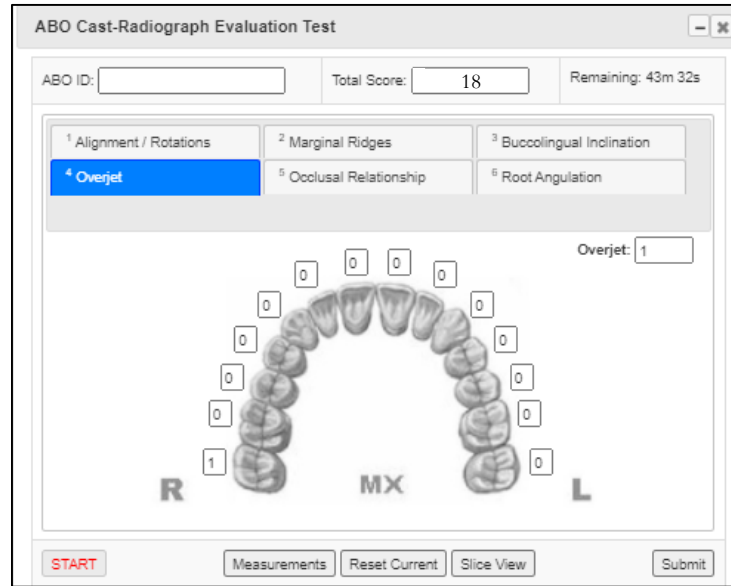 ABO Cast-Radiograph Evaluation Test
ABO ID: Total Score: 18 Remaining: 43m 32s
1 Alignment / Rotations 2 Marginal Ridges 3 Buccolingual Inclination
4 Overjet 5 Occlusal Relationship 6 Root Angulation
Overjet: 1
0 0
0 0
0 0
0 0
0 0
0 0
1 0
R MX L
START Measurements Reset Current Slice View Submit